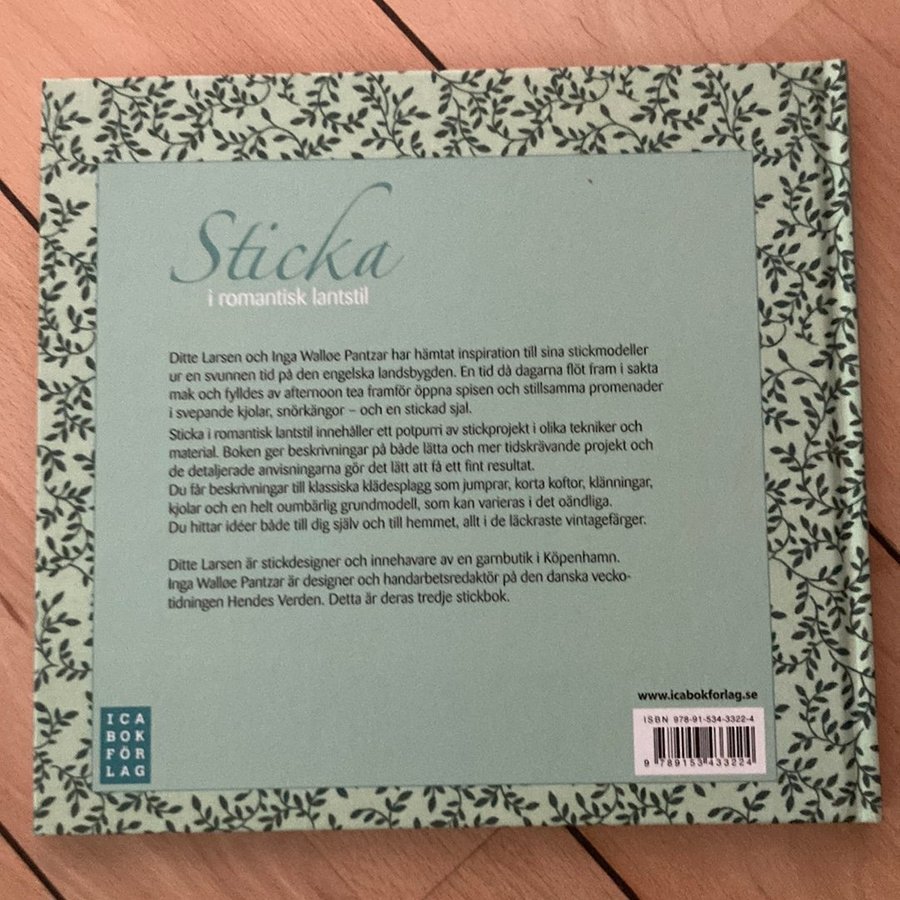 Sticka
i romantisk lantstil
Ditte Larsen och Inga Walløe Pantzar har hämtat inspiration till sina stickmodeller
ur en svunnen tid på den engelska landsbygden. En tid då dagarna flöt fram i sakta
mak och fylldes av afternoon tea framför öppna spisen och stillsamma promenader
i svepande kjolar, snörkängor – och en stickad sjal.
Sticka i romantisk lantstil innehåller ett potpurri av stickprojekt i olika tekniker och
material. Boken ger beskrivningar på både lätta och mer tidskrävande projekt och
de detaljerade anvisningarna gör det lätt att få ett fint resultat.
Du får beskrivningar till klassiska klädesplagg som jumprar, korta koftor, klänningar,
kjolar och en helt oumbärlig grundmodell, som kan varieras i det oändliga.
Du hittar idéer både till dig själv och till hemmet, allt i de läckraste vintagefärger.
Ditte Larsen är stickdesigner och innehavare av en garnbutik i Köpenhamn.
Inga Walløe Pantzar är designer och handarbetsredaktör på den danska vecko-
tidningen Hendes Verden. Detta är deras tredje stickbok.
www.icabokforlag.se
ISBN 978-91-534-3322-4
9 789153 433224
ICA
BOK
FÖR
LAG